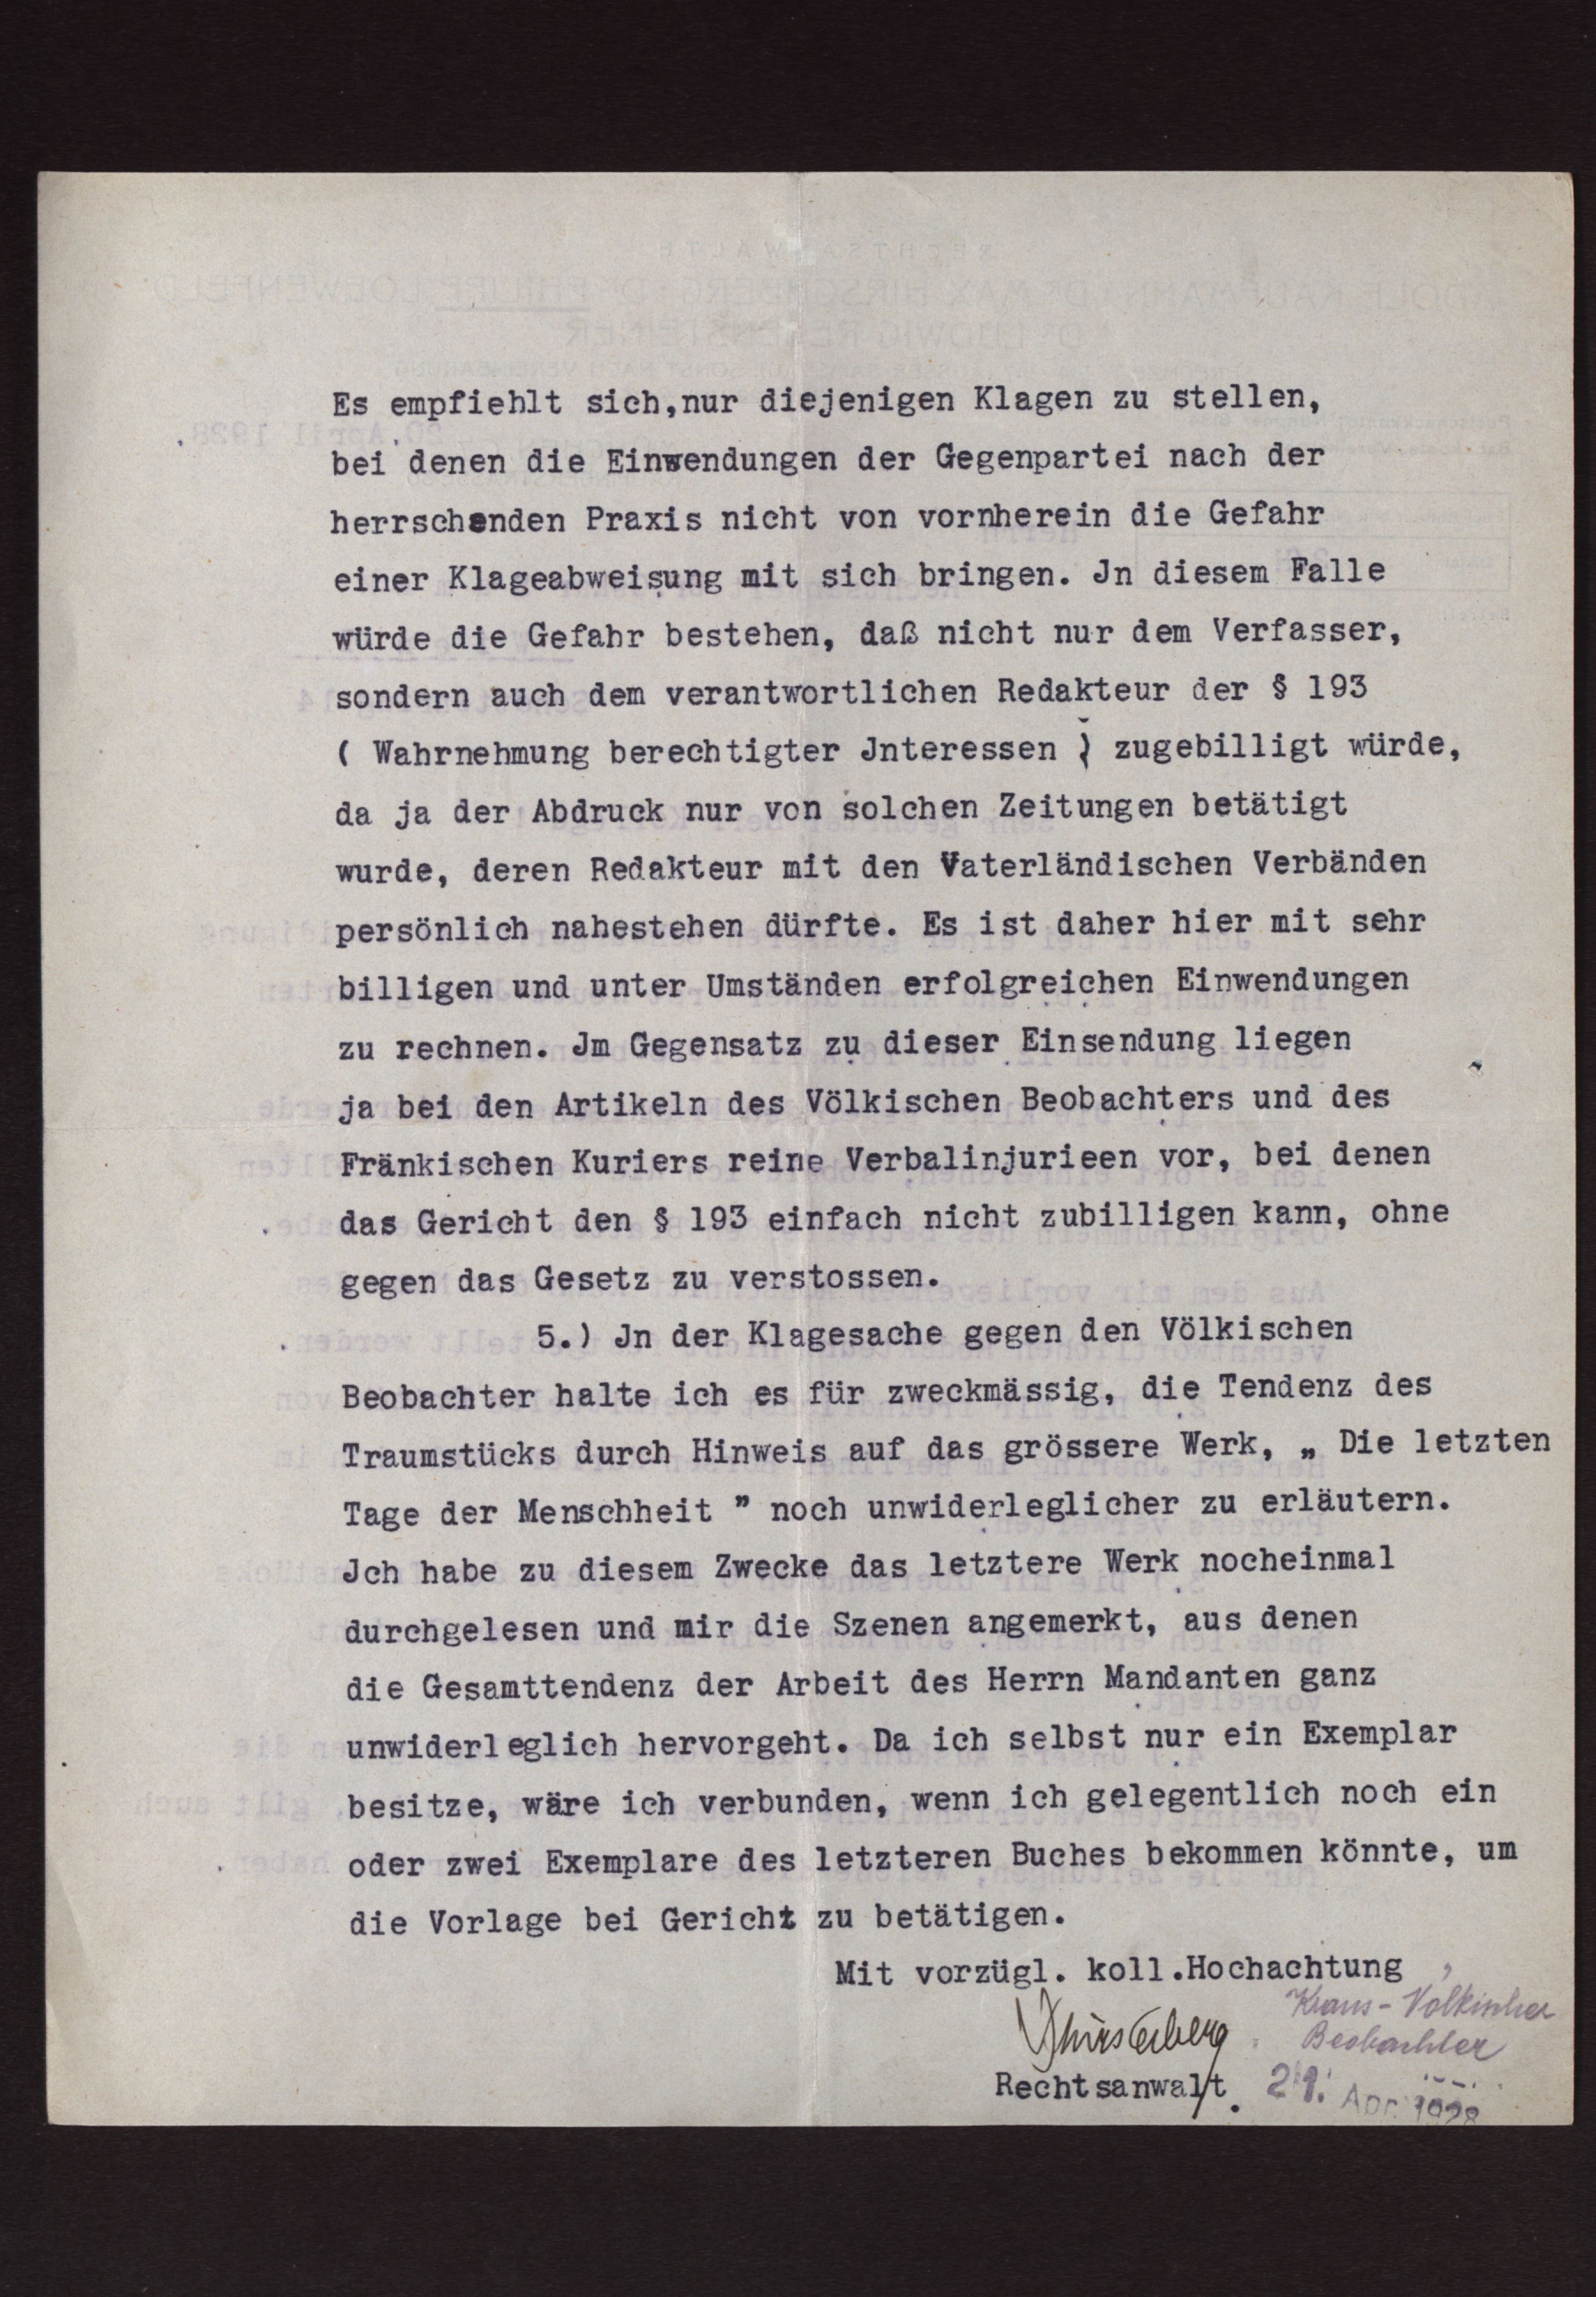 Es empfiehlt sich,nur diejenigen Klagen zu stellen,
bei denen die Einwendungen der Gegenpartei nach der
herrschenden Praxis nicht von vornherein die Gefahr
einer Klageabweisung mit sich bringen. Jn diesem Falle
würde die Gefahr bestehen, daß nicht nur dem Verfasser,
sondern auch dem verantwortlichen Redakteur der § 193
( Wahrnehmung berechtigter Jnteressen ) zugebilligt würde,
da ja der Abdruck nur von solchen Zeitungen betätigt
wurde, deren Redakteur mit den Vaterländischen Verbänden
persönlich nahestehen dürfte. Es ist daher hier mit sehr
billigen und unter Umständen erfolgreichen Einwendungen
zu rechnen. Jm Gegensatz zu dieser Einsendung liegen
ja bei den Artikeln des Völkischen Beobachters und des
Fränkischen Kuriers reine Verbalinjurieen vor, bei denen
das Gericht den § 193 einfach nicht zubilligen kann, ohne
gegen das Gesetz zu verstossen.
5.) Jn der Klagesache gegen den Völkischen
Beobachter halte ich es für zweckmässig, die Tendenz des
Traumstücks durch Hinweis auf das grössere Werk, „ Die letzten
Tage der Menschheit ” noch unwiderleglicher zu erläutern.
Jch habe zu diesem Zwecke das letztere Werk nocheinmal
durchgelesen und mir die Szenen angemerkt, aus denen
die Gesamttendenz der Arbeit des Herrn Mandanten ganz
unwiderleglich hervorgeht. Da ich selbst nur ein Exemplar
besitze, wäre ich verbunden, wenn ich gelegentlich noch ein
oder zwei Exemplare des letzteren Buches bekommen könnte, um
die Vorlage bei Gericht zu betätigen.
Mit vorzügl. koll.Hochachtung
Kraus-Völkischer
Beobachter
Rechtsanwalt.
21. Apr. 1928